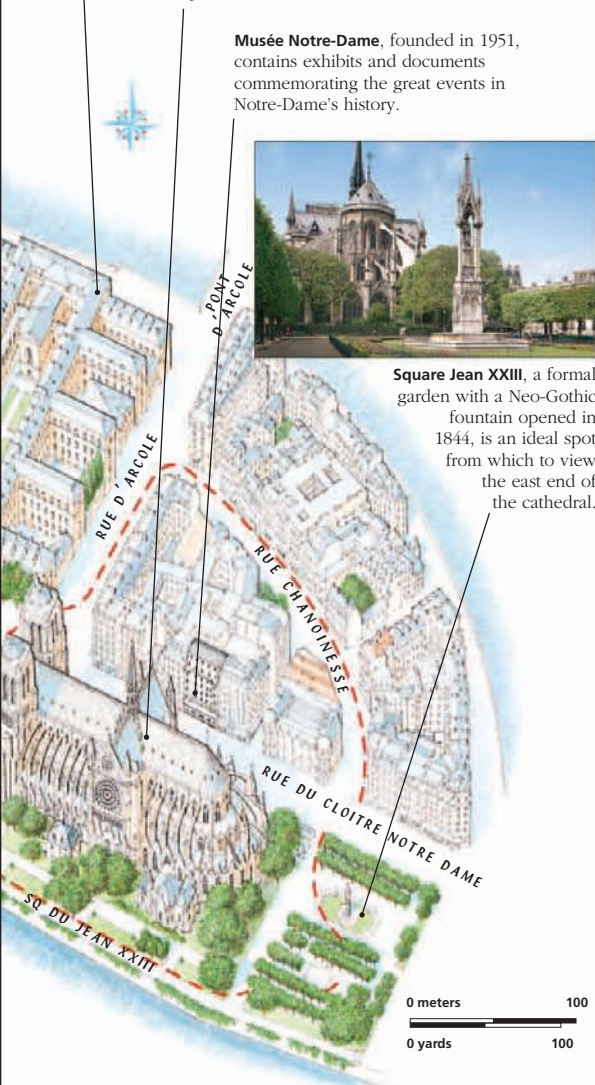 Musée Notre-Dame, founded in 1951,
contains exhibits and documents
commemorating the great events in
Notre-Dame's history.
PONT
D'ARCOLE
Square Jean XXIII, a formal
garden with a Neo-Gothic
fountain opened in
1844, is an ideal spot
from which to view
the east end of
the cathedral.
RUE D'ARCOLE
RUE CHANOINESSE
RUE DU CLOITRE NOTRE DAME
SQ DU JEAN XXIII
0 meters 100
0 yards 100